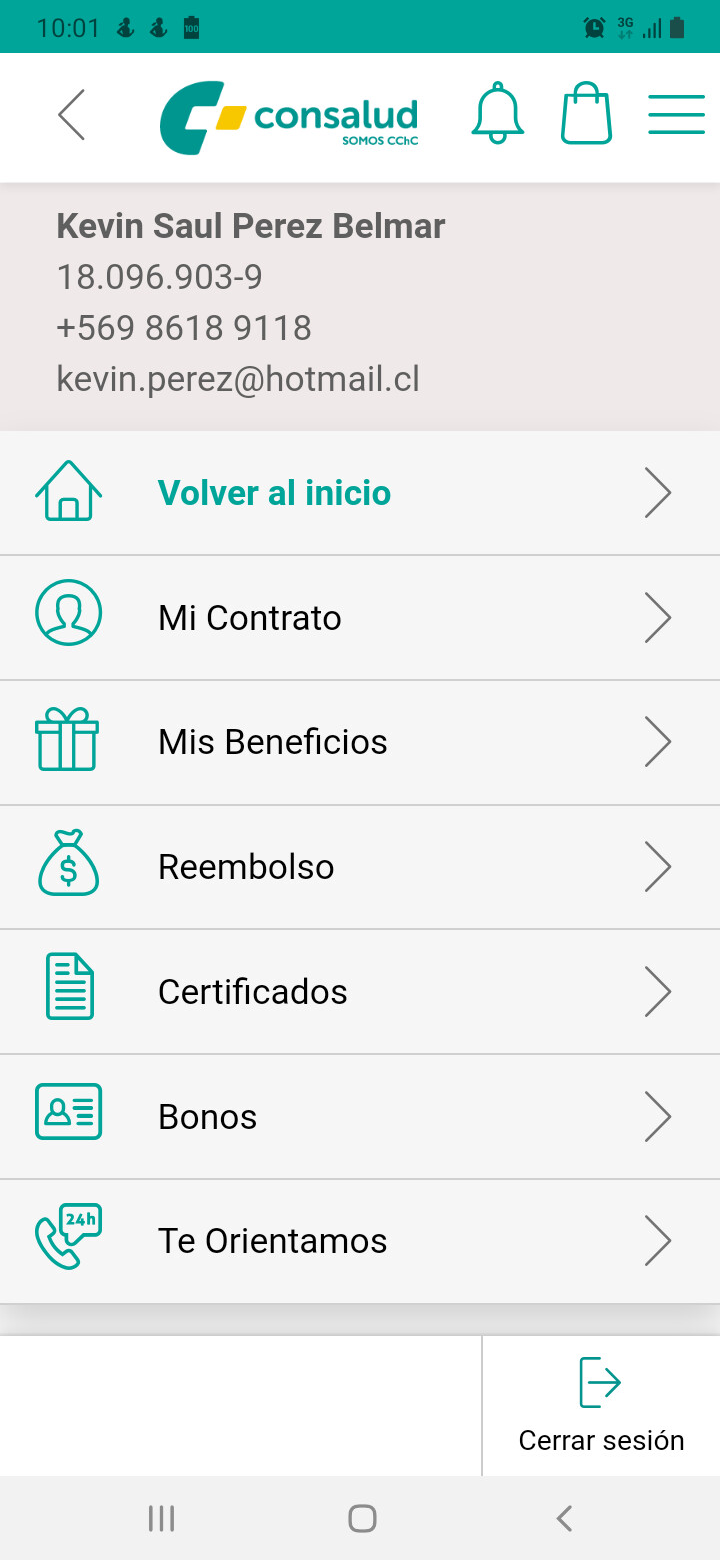 10:01
100
3G
consalud
SOMOS CChC
Kevin Saul Perez Belmar
18.096.903-9
+569 8618 9118
kevin.perez@hotmail.cl
Volver al inicio
Mi Contrato
Mis Beneficios
$
Reembolso
Certificados
Bonos
24h
Te Orientamos
Cerrar sesión